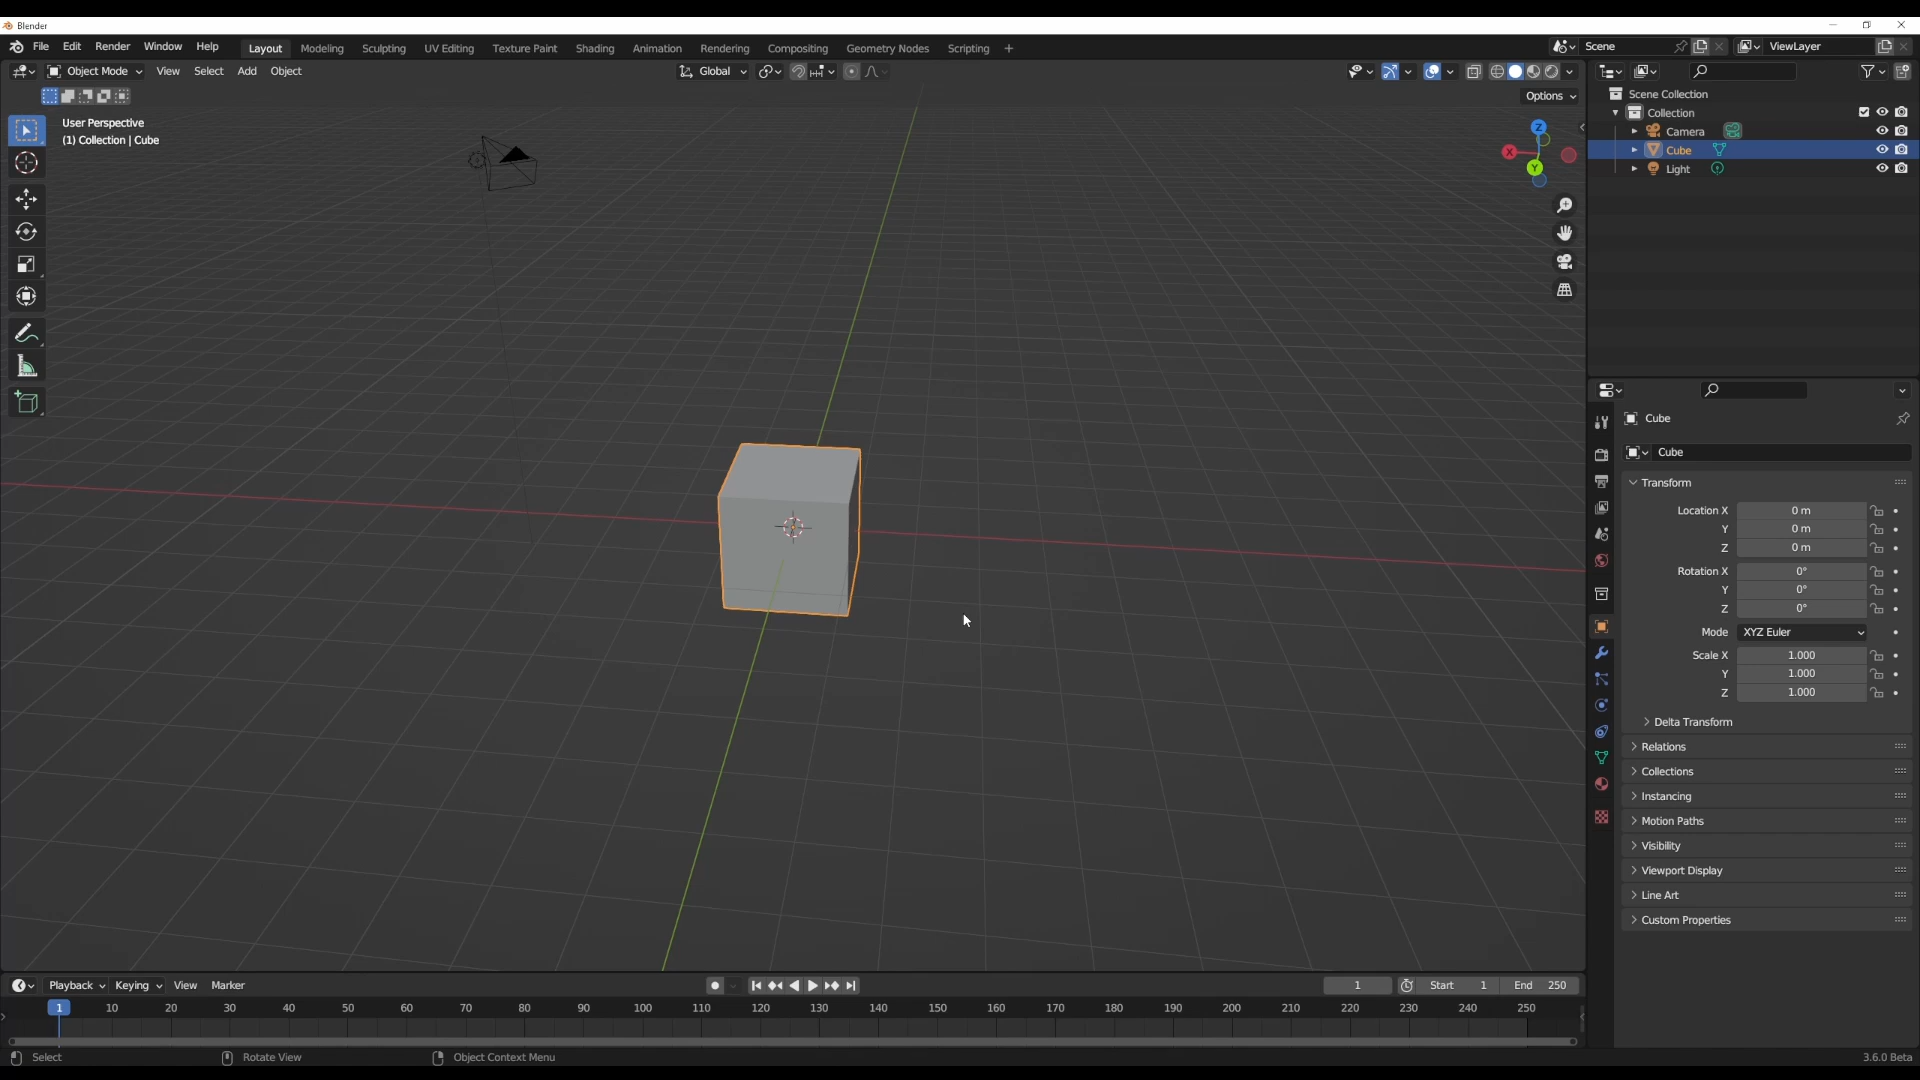 Blender
File Edit Render Window Help Layout Modeling Sculpting UV Editing Texture Paint Shading Animation Rendering Compositing Geometry Nodes Scripting + Scene ViewLayer
Object Mode View Select Add Object Global
Options
User Perspective
(1) Collection | Cube
Z
X
Y
Scene Collection
Collection
Camera
Cube
Light
Cube
Cube
Transform
Location X 0 m
Y 0 m
Z 0 m
Rotation X 0°
Y 0°
Z 0°
Mode XYZ Euler
Scale X 1.000
Y 1.000
Z 1.000
Delta Transform
Relations
Collections
Instancing
Motion Paths
Visibility
Viewport Display
Line Art
Custom Properties
Playback Keying View Marker 1 Start 1 End 250
1 10 20 30 40 50 60 70 80 90 100 110 120 130 140 150 160 170 180 190 200 210 220 230 240 250
Select Rotate View Object Context Menu 3.6.0 Beta